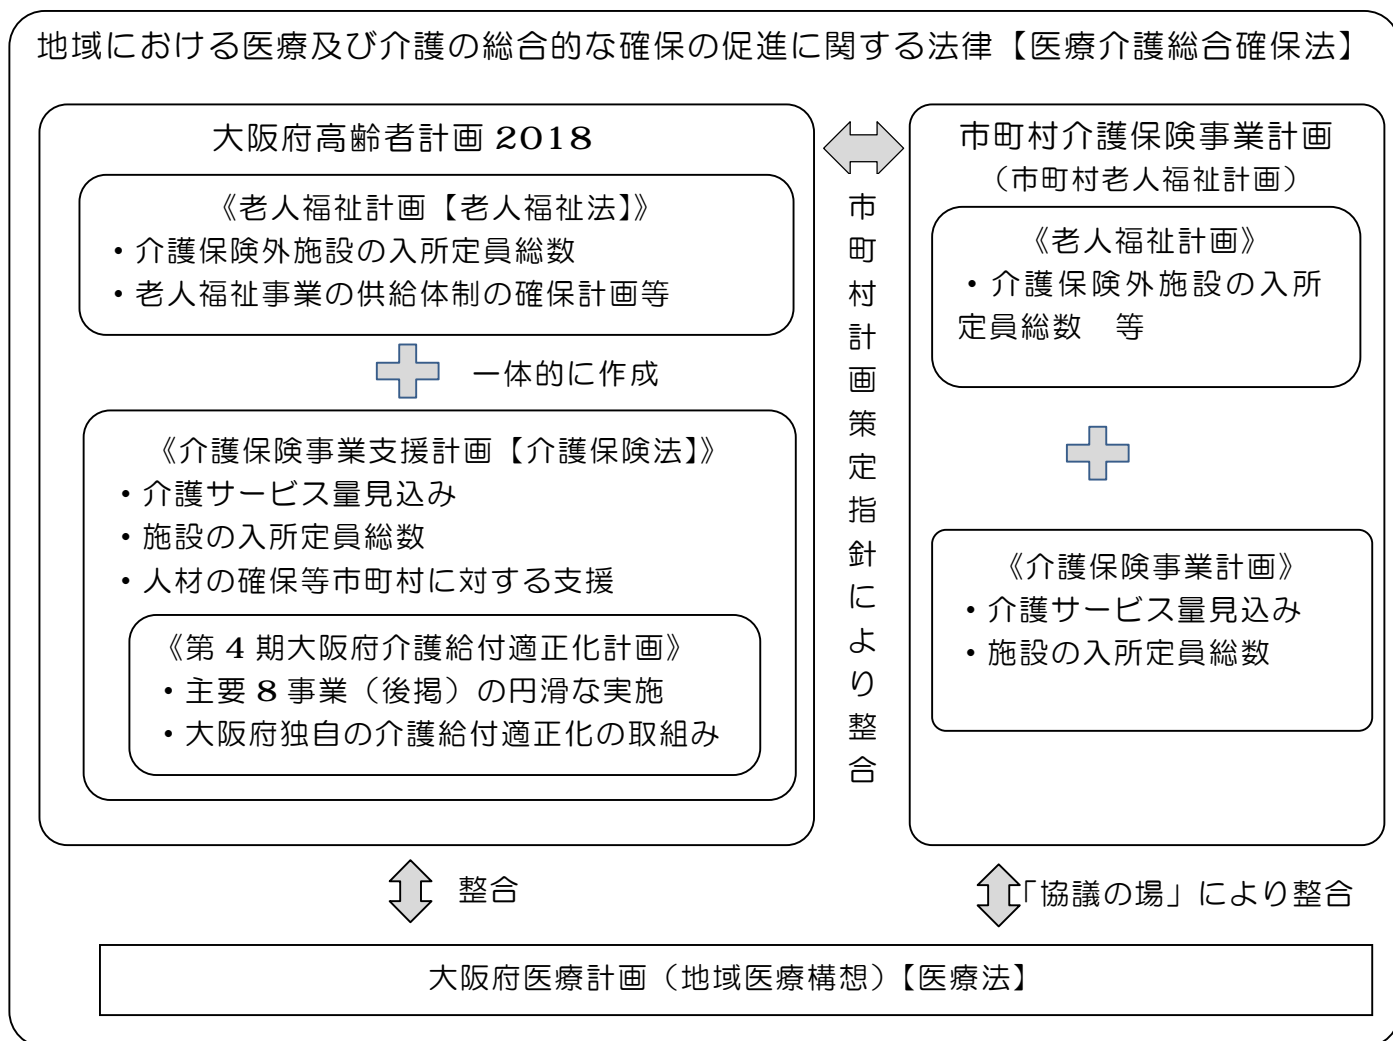 地域における医療及び介護の総合的な確保の促進に関する法律【医療介護総合確保法】
大阪府高齢者計画 2018
《老人福祉計画【老人福祉法】》
・介護保険外施設の入所定員総数
・老人福祉事業の供給体制の確保計画等
一体的に作成
《介護保険事業支援計画【介護保険法】》
・介護サービス量見込み
・施設の入所定員総数
・人材の確保等市町村に対する支援
《第 4 期大阪府介護給付適正化計画》
・主要 8 事業（後掲）の円滑な実施
・大阪府独自の介護給付適正化の取組み
市町村計画策定指針により整合
市町村介護保険事業計画
（市町村老人福祉計画）
《老人福祉計画》
・介護保険外施設の入所
定員総数　等
《介護保険事業計画》
・介護サービス量見込み
・施設の入所定員総数
整合
「協議の場」により整合
大阪府医療計画（地域医療構想）【医療法】